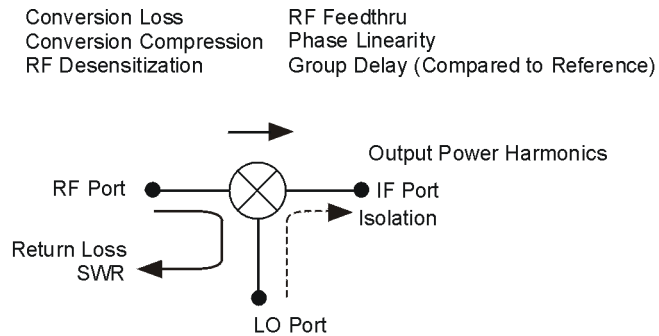 Conversion Loss
Conversion Compression
RF Desensitization
RF Feedthru
Phase Linearity
Group Delay (Compared to Reference)
Output Power Harmonics
RF Port
IF Port
Isolation
Return Loss
SWR
LO Port